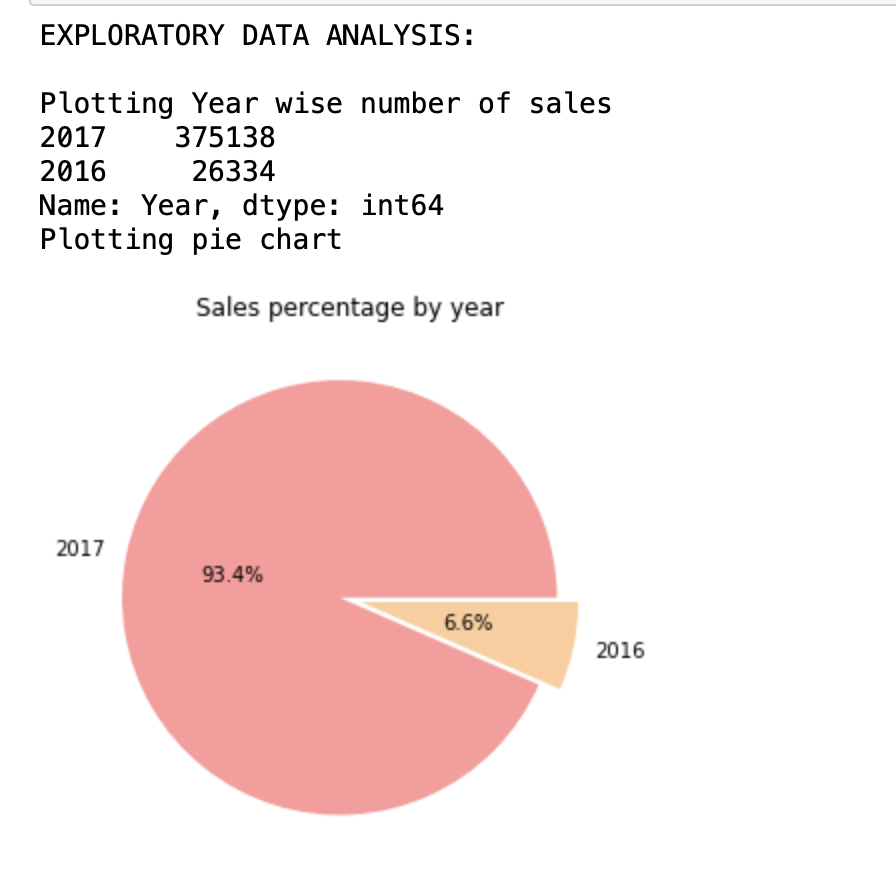 EXPLORATORY DATA ANALYSIS:
Plotting Year wise number of sales
2017    375138
2016     26334
Name: Year, dtype: int64
Plotting pie chart
Sales percentage by year
2017
93.4%
6.6%
2016